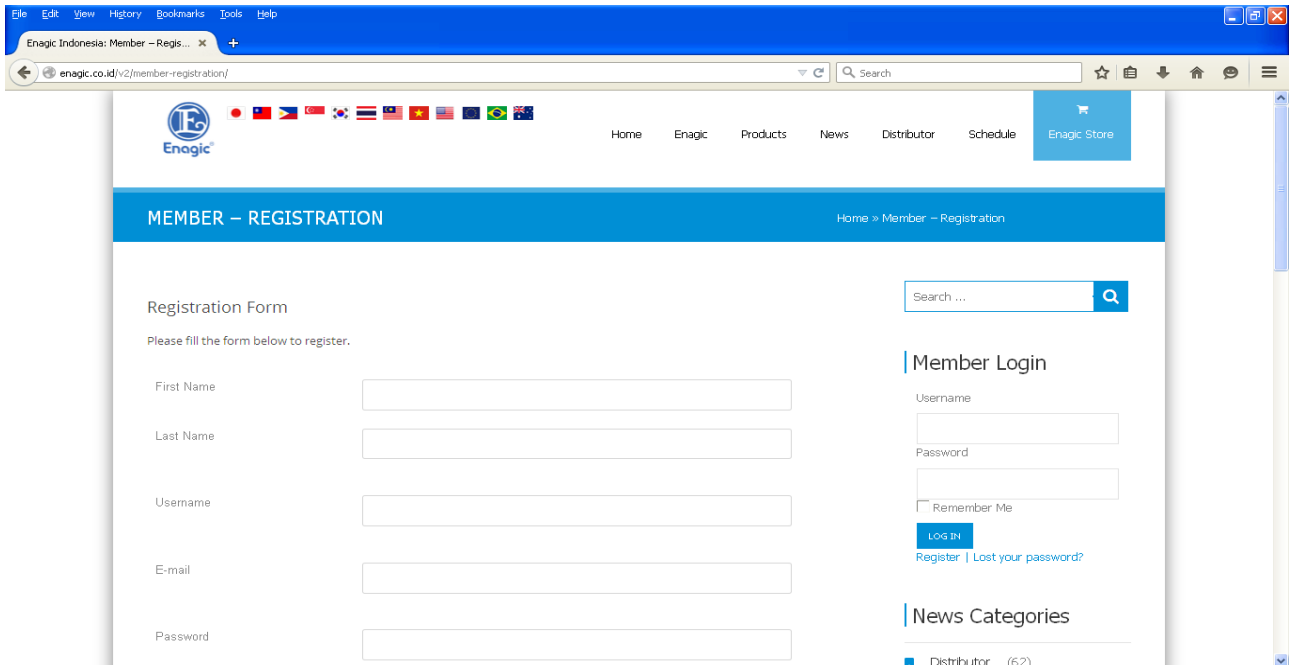 File Edit View History Bookmarks Tools Help
Enagic Indonesia: Member – Regis...
enagic.co.id/v2/member-registration/
Search
Enagic®
Home Enagic Products News Distributor Schedule Enagic Store
MEMBER – REGISTRATION
Home » Member – Registration
Registration Form
Please fill the form below to register.
First Name
Last Name
Username
E-mail
Password
Search ...
Member Login
Username
Password
Remember Me
LOG IN
Register | Lost your password?
News Categories
Distributor (62)